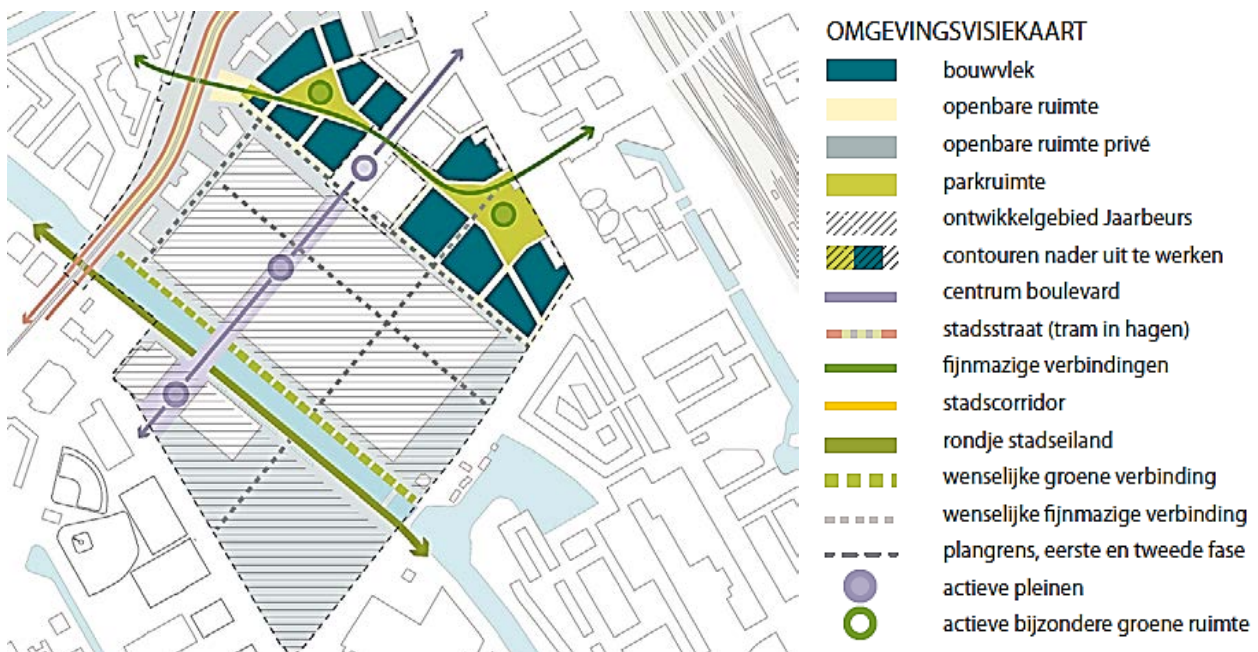 OMGEVINGSVISIEKAART
bouwvlek
openbare ruimte
openbare ruimte privé
parkruimte
ontwikkelgebied Jaarbeurs
contouren nader uit te werken
centrum boulevard
stadsstraat (tram in hagen)
fijnmazige verbindingen
stadscorridor
rondje stadseiland
wenselijke groene verbinding
wenselijke fijnmazige verbinding
plangrens, eerste en tweede fase
actieve pleinen
actieve bijzondere groene ruimte